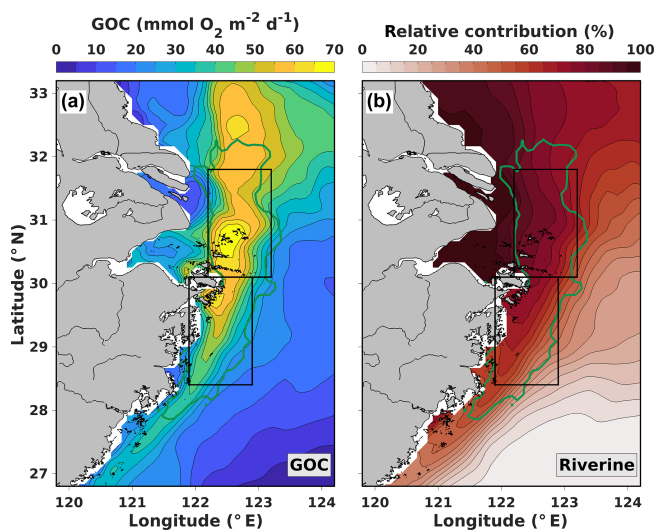 GOC (mmol O2 m-2 d-1)
0 10 20 30 40 50 60 70
Relative contribution (%)
0 20 40 60 80 100
(a)
(b)
33
32
31
30
29
28
27
Latitude (°N)
GOC
Riverine
120 121 122 123 124
120 121 122 123 124
Longitude (°E)
Longitude (°E)